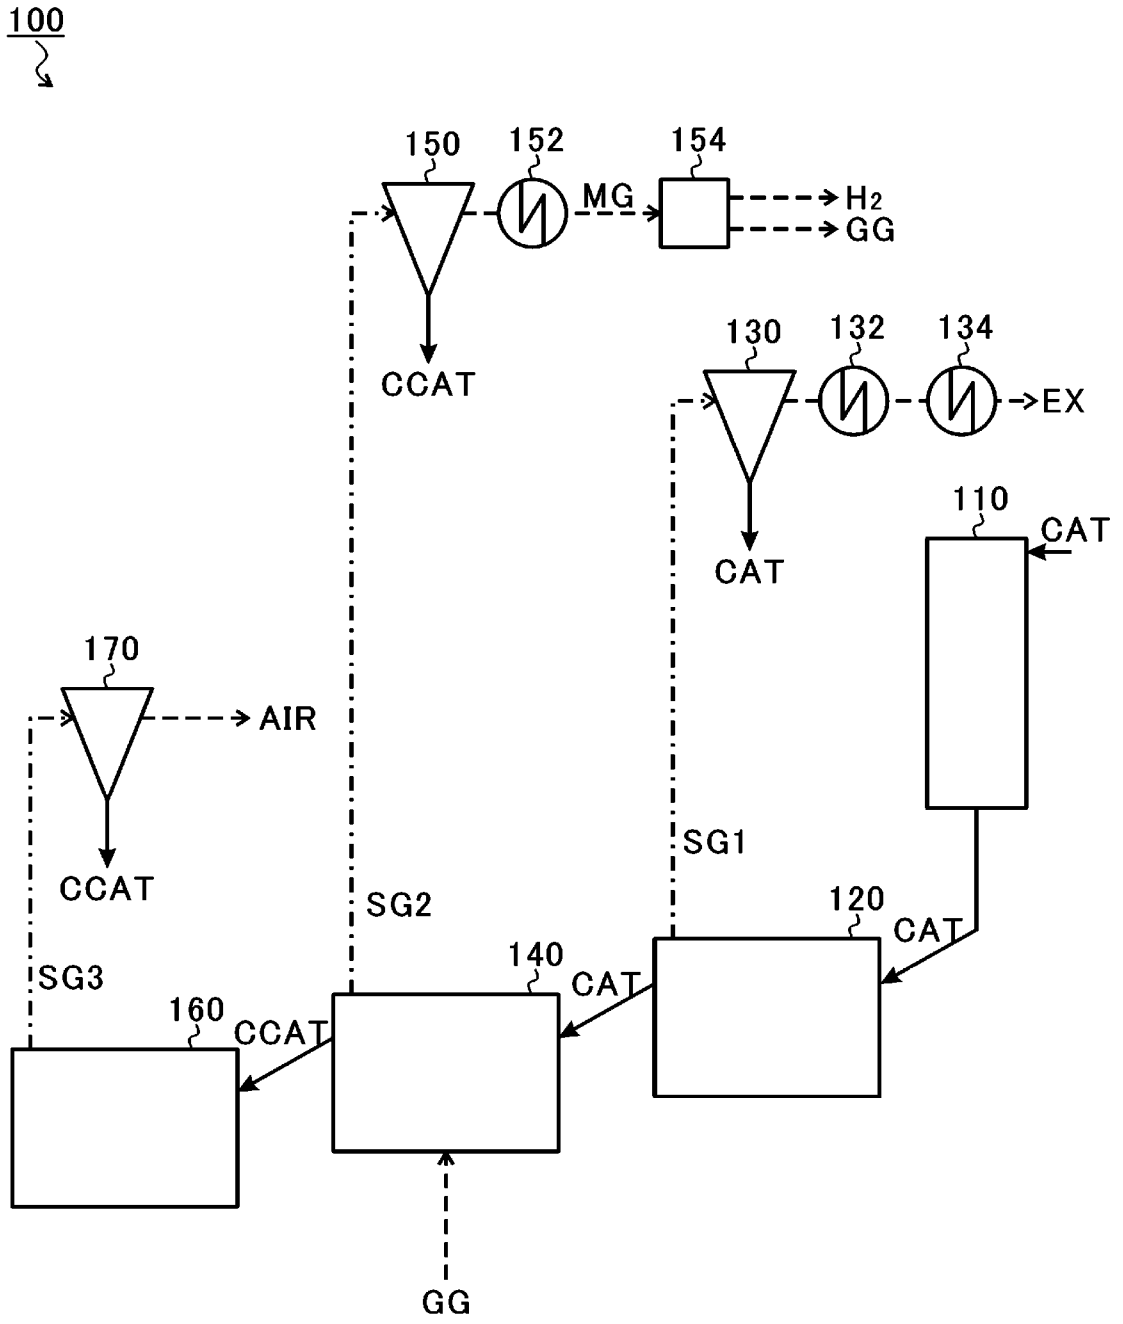 100
150
152
154
MG
H2
GG
CCAT
130
132
134
EX
110
CAT
CAT
170
AIR
CCAT
SG1
SG2
120
CAT
SG3
140
CAT
160
CCAT
GG